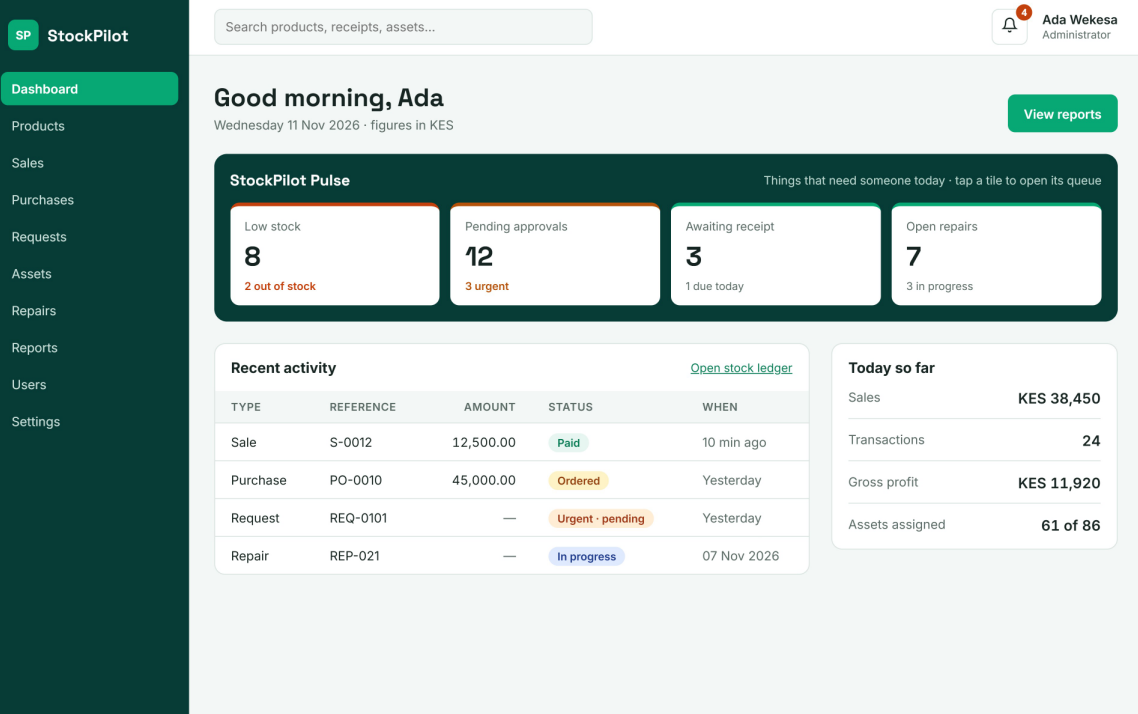 SP StockPilot
Dashboard
Products
Sales
Purchases
Requests
Assets
Repairs
Reports
Users
Settings
Search products, receipts, assets...
4
Ada Wekesa
Administrator
Good morning, Ada
Wednesday 11 Nov 2026 · figures in KES
View reports
StockPilot Pulse
Things that need someone today · tap a tile to open its queue
Low stock
8
2 out of stock
Pending approvals
12
3 urgent
Awaiting receipt
3
1 due today
Open repairs
7
3 in progress
Recent activity
Open stock ledger
TYPE REFERENCE AMOUNT STATUS WHEN
Sale S-0012 12,500.00 Paid 10 min ago
Purchase PO-0010 45,000.00 Ordered Yesterday
Request REQ-0101 — Urgent · pending Yesterday
Repair REP-021 — In progress 07 Nov 2026
Today so far
Sales KES 38,450
Transactions 24
Gross profit KES 11,920
Assets assigned 61 of 86